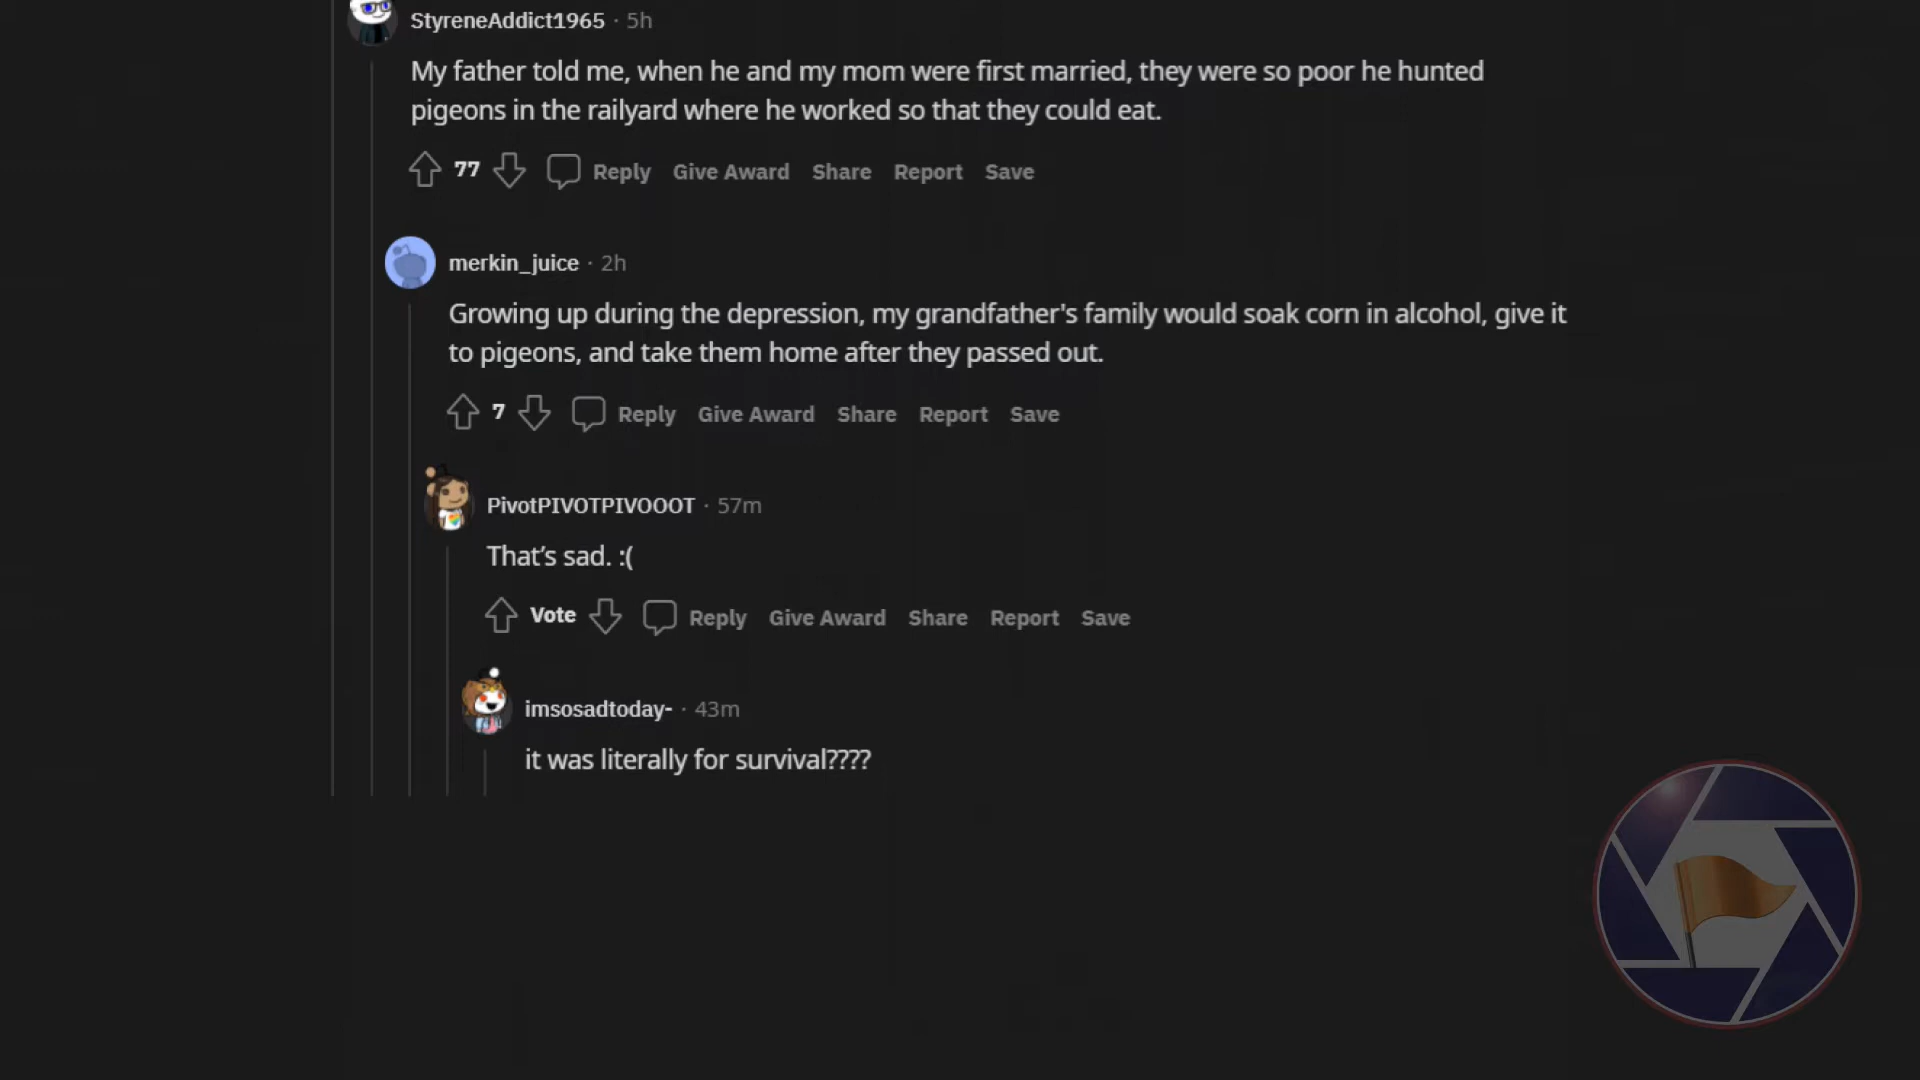 StyreneAddict1965 · 5h
My father told me, when he and my mom were first married, they were so poor he hunted
pigeons in the railyard where he worked so that they could eat.
77 Reply Give Award Share Report Save
merkin_juice · 2h
Growing up during the depression, my grandfather's family would soak corn in alcohol, give it
to pigeons, and take them home after they passed out.
7 Reply Give Award Share Report Save
PivotPIVOTPIVOOOT · 57m
That’s sad. :(
Vote Reply Give Award Share Report Save
imsosadtoday- · 43m
it was literally for survival????